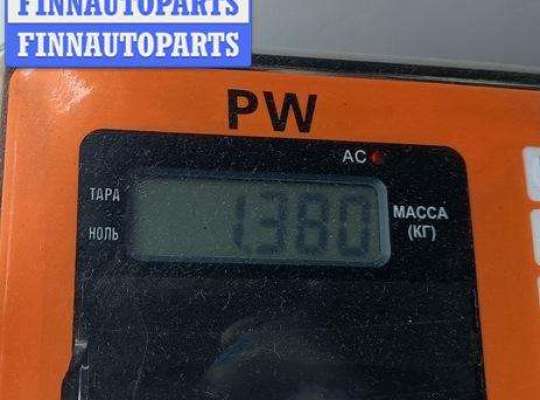 FINNAUTOPARTS
FINNAUTOPARTS
PW
AC
ТАРА
НОЛЬ
1.380
МАССА
(КГ)